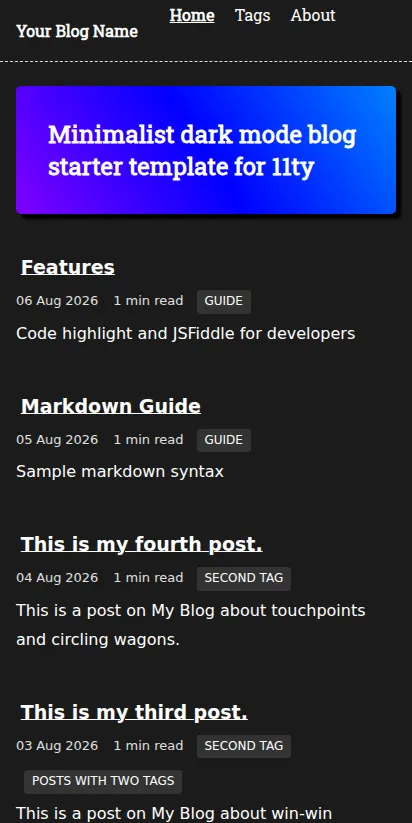 Your Blog Name
Home Tags About
Minimalist dark mode blog
starter template for 11ty
Features
06 Aug 2026 1 min read GUIDE
Code highlight and JSFiddle for developers
Markdown Guide
05 Aug 2026 1 min read GUIDE
Sample markdown syntax
This is my fourth post.
04 Aug 2026 1 min read SECOND TAG
This is a post on My Blog about touchpoints
and circling wagons.
This is my third post.
03 Aug 2026 1 min read SECOND TAG
POSTS WITH TWO TAGS
This is a post on My Blog about win-win